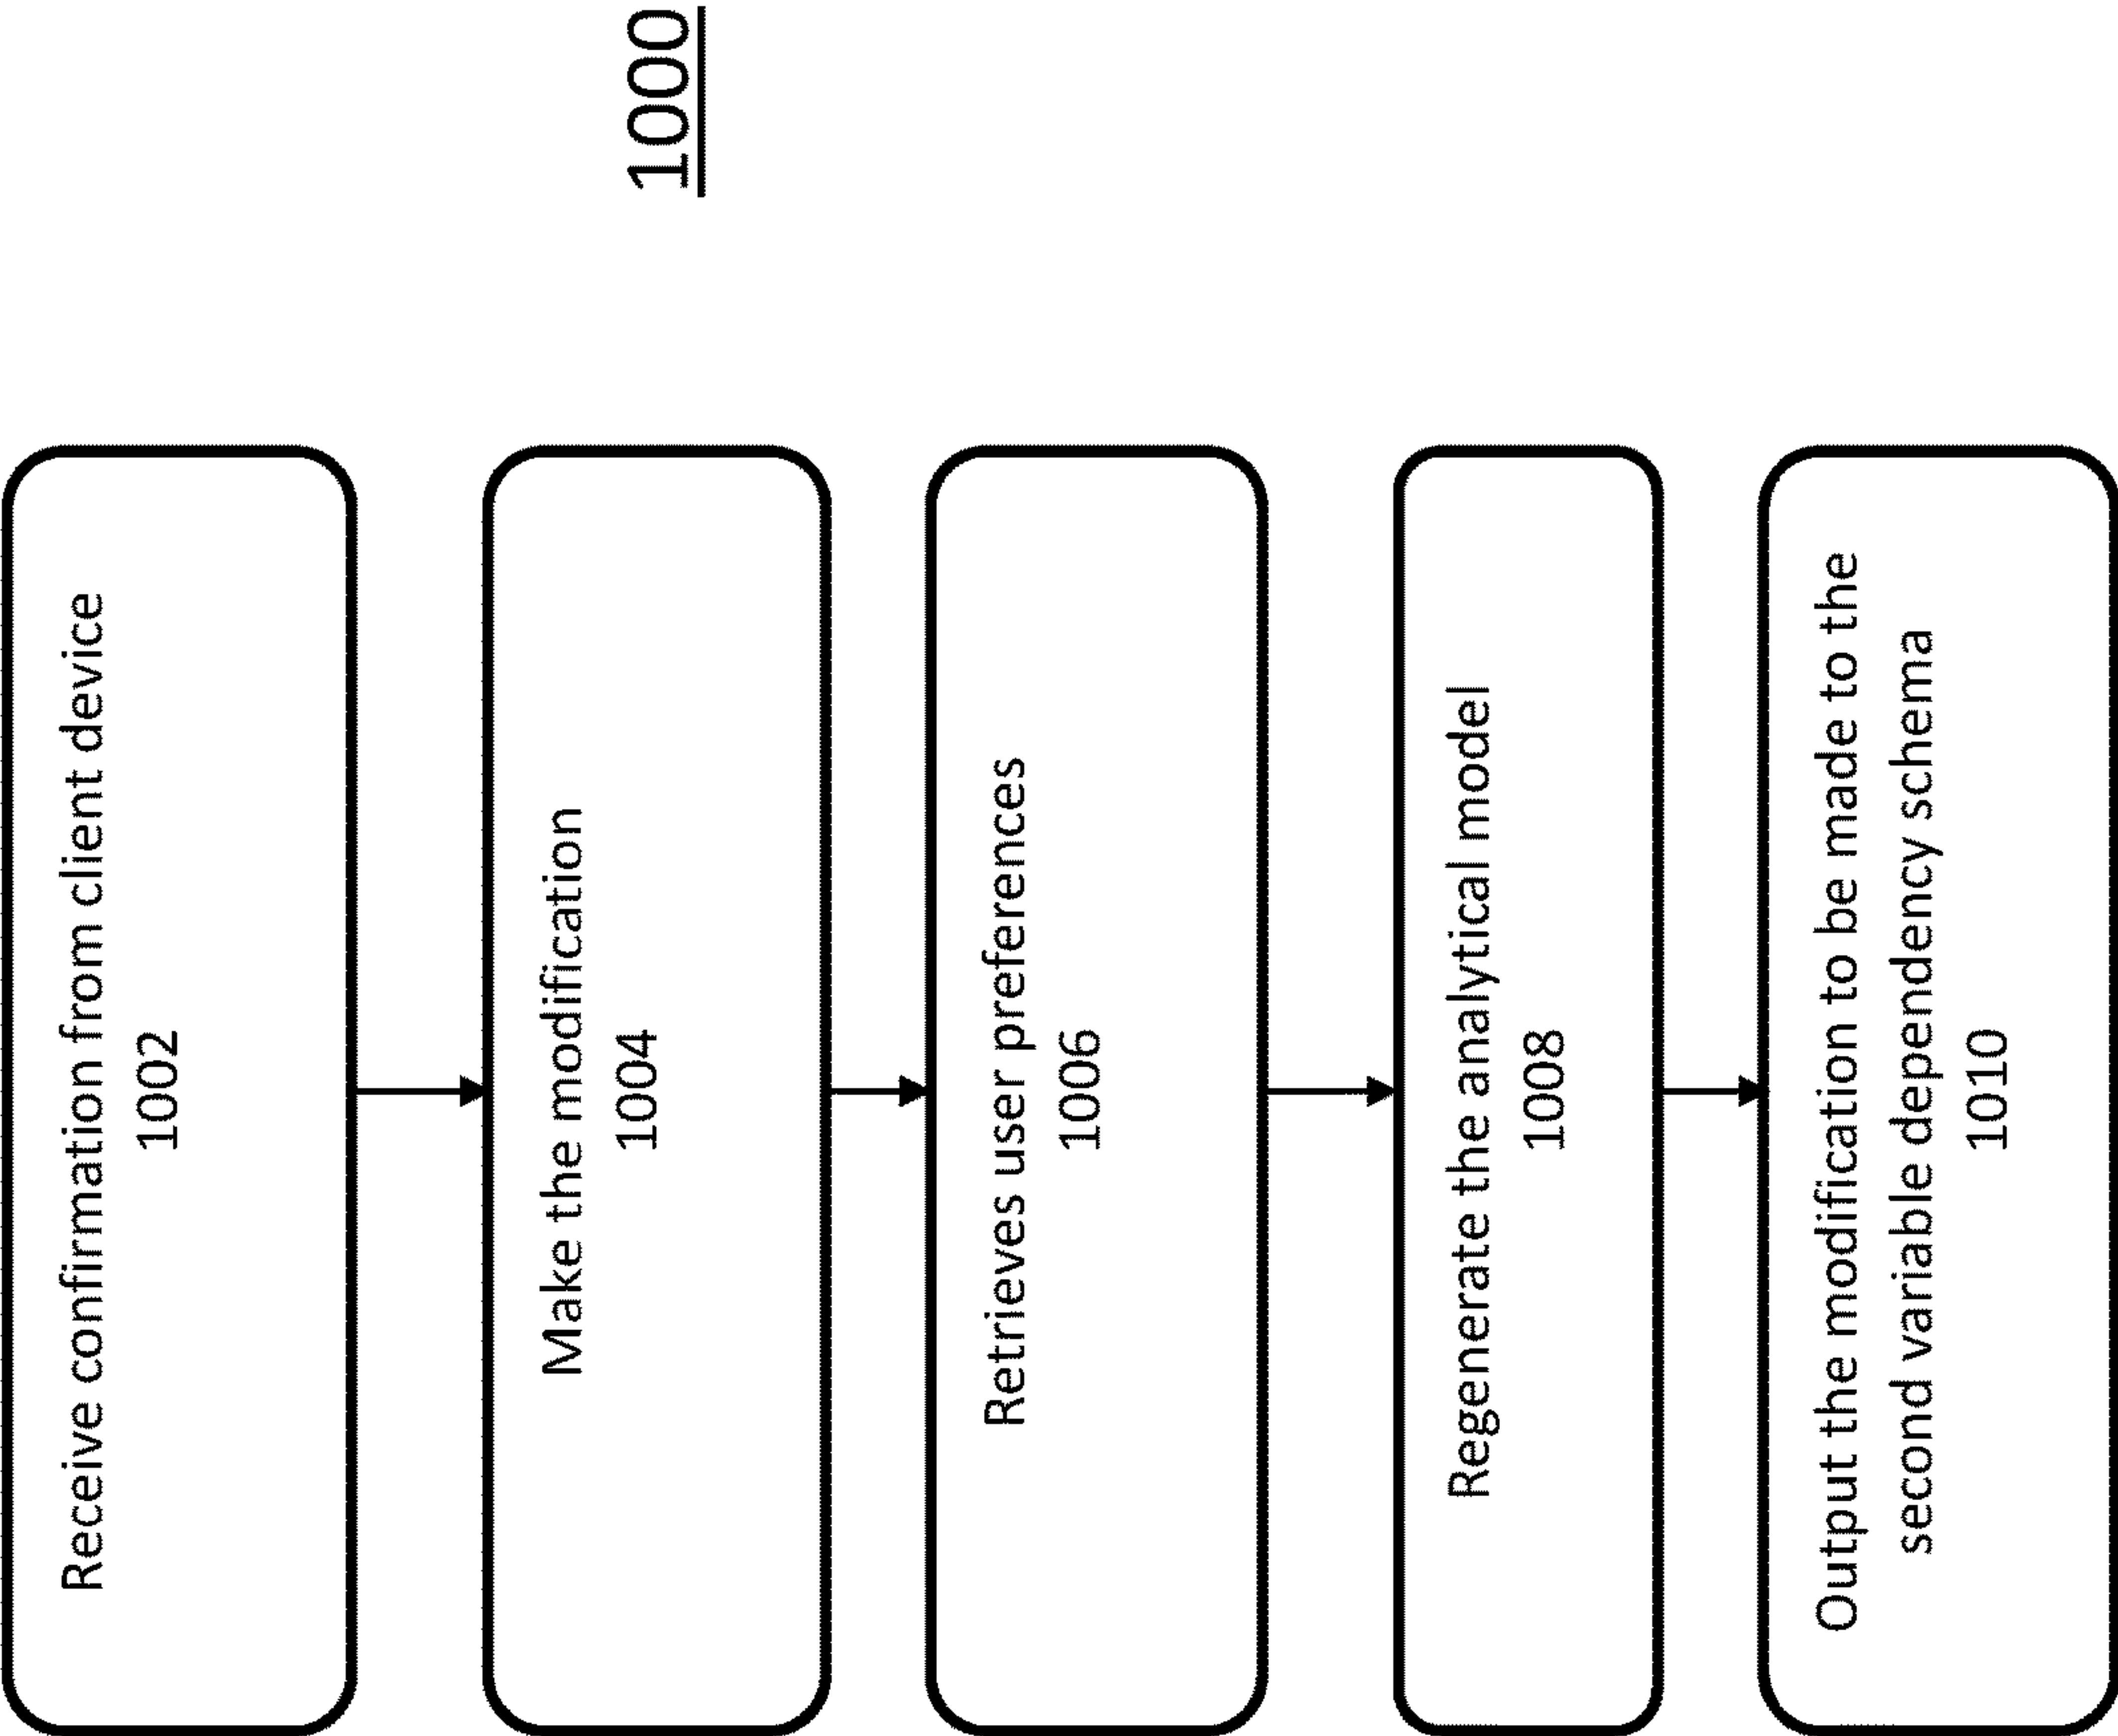 1000
Receive confirmation from client device
1002
Make the modification
1004
Retrieves user preferences
1006
Regenerate the analytical model
1008
Output the modification to be made to the
second variable dependency schema
1010